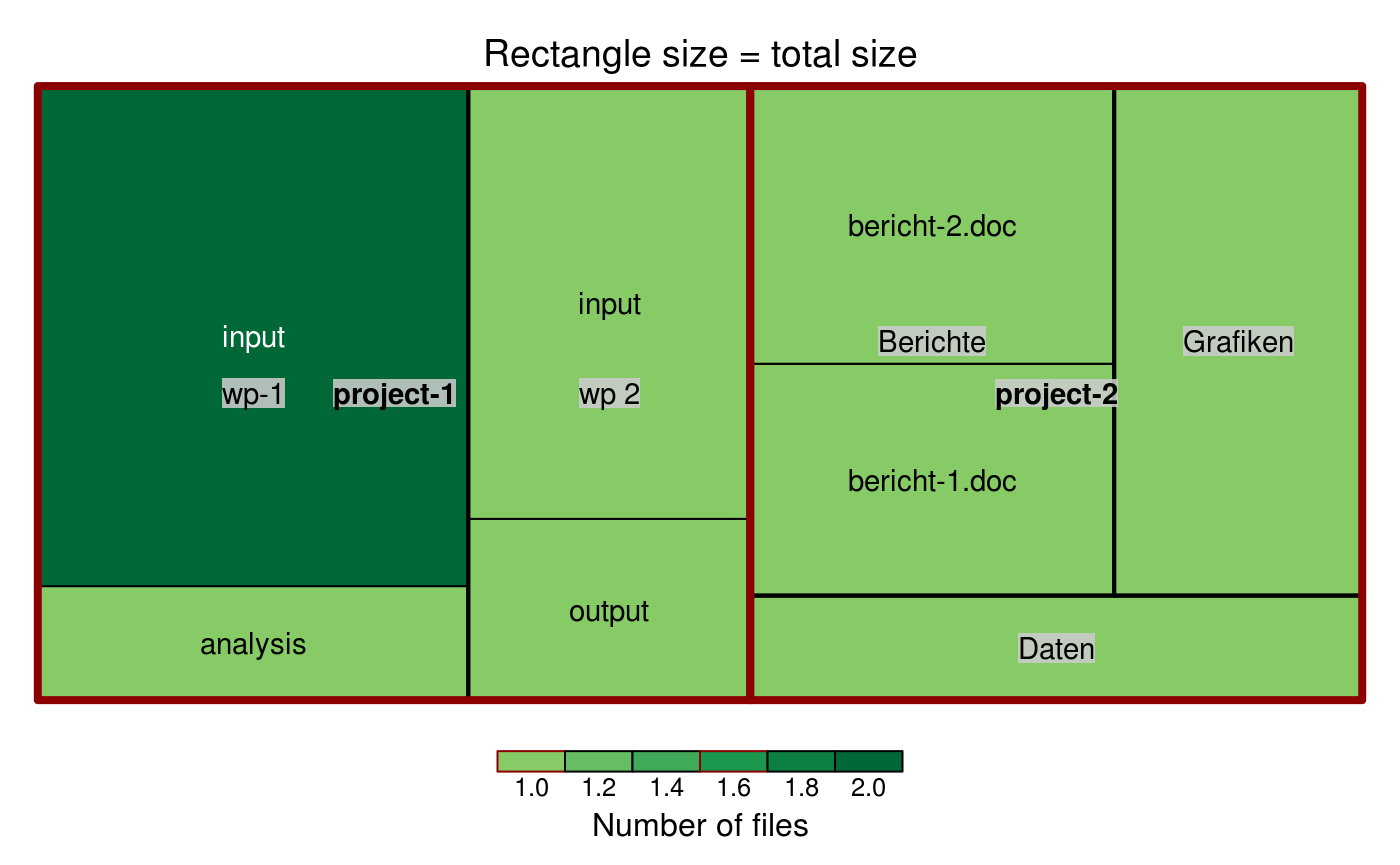 Rectangle size = total size
input
wp-1
project-1
analysis
input
wp 2
output
bericht-2.doc
Berichte
project-2
bericht-1.doc
Grafiken
Daten
1.0 1.2 1.4 1.6 1.8 2.0
Number of files